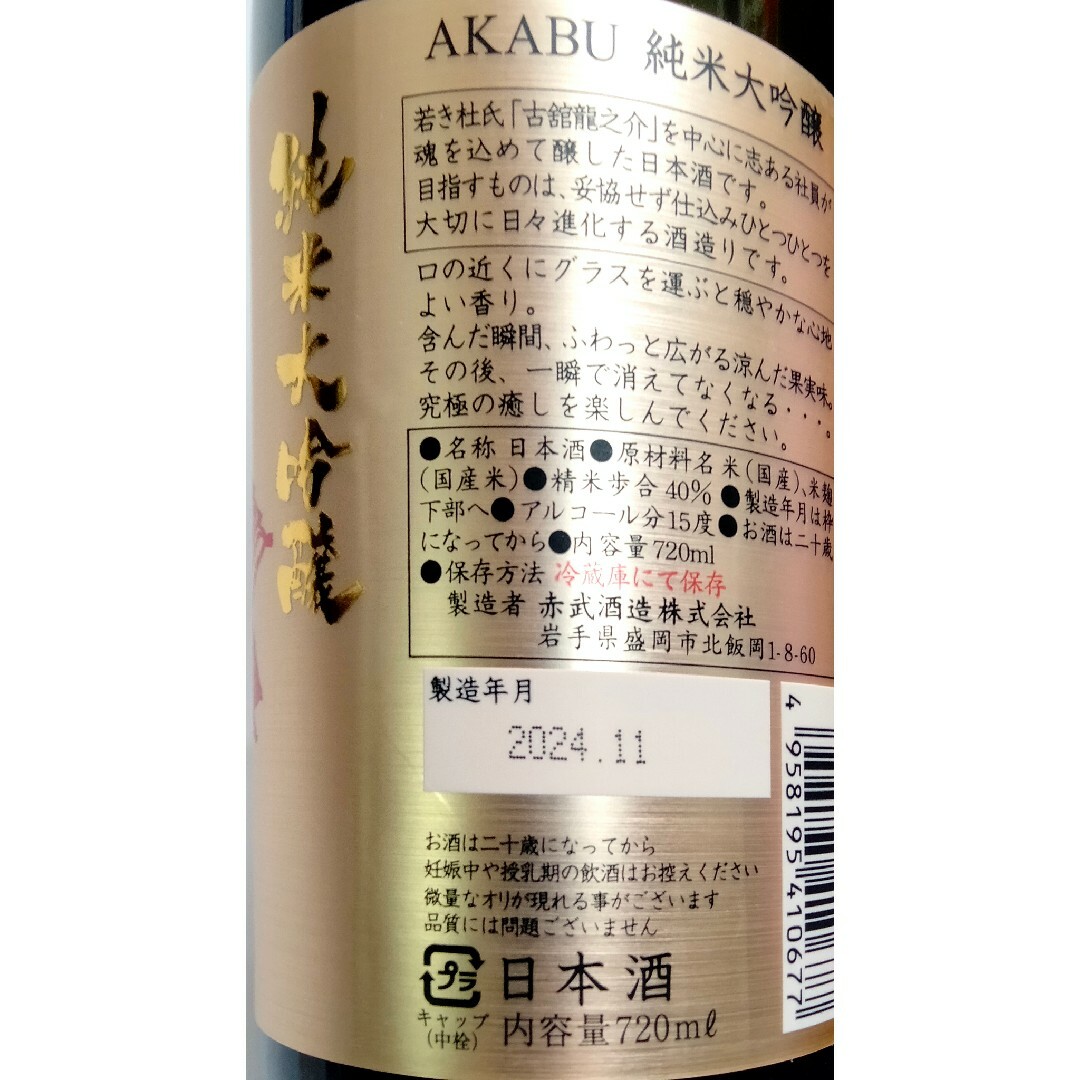 純米大吟醸
AKABU 純米大吟醸
若き杜氏「古舘龍之介」を中心に志ある社員が
魂を込めて醸した日本酒です。
目指すものは、妥協せず仕込みひとつひとつを
大切に日々進化する酒造りです。
口の近くにグラスを運ぶと穏やかな心地
よい香り。
含んだ瞬間、ふわっと広がる涼んだ果実味。
その後、一瞬で消えてなくなる・・・。
究極の癒しを楽しんでください。
●名称 日本酒●原材料名 米(国産)、米麹
(国産米)●精米歩合 40% ●製造年月は枠
下部へ●アルコール分15度●お酒は二十歳
になってから●内容量720ml
●保存方法 冷蔵庫にて保存
製造者 赤武酒造株式会社
岩手県盛岡市北飯岡1-8-60
製造年月
2024.11
4 958195 410677
お酒は二十歳になってから
妊娠中や授乳期の飲酒はお控えください
微量なオリが現れる事がございます
品質には問題ございません
プラ
キャップ
(中栓)
日本酒
内容量720mℓ